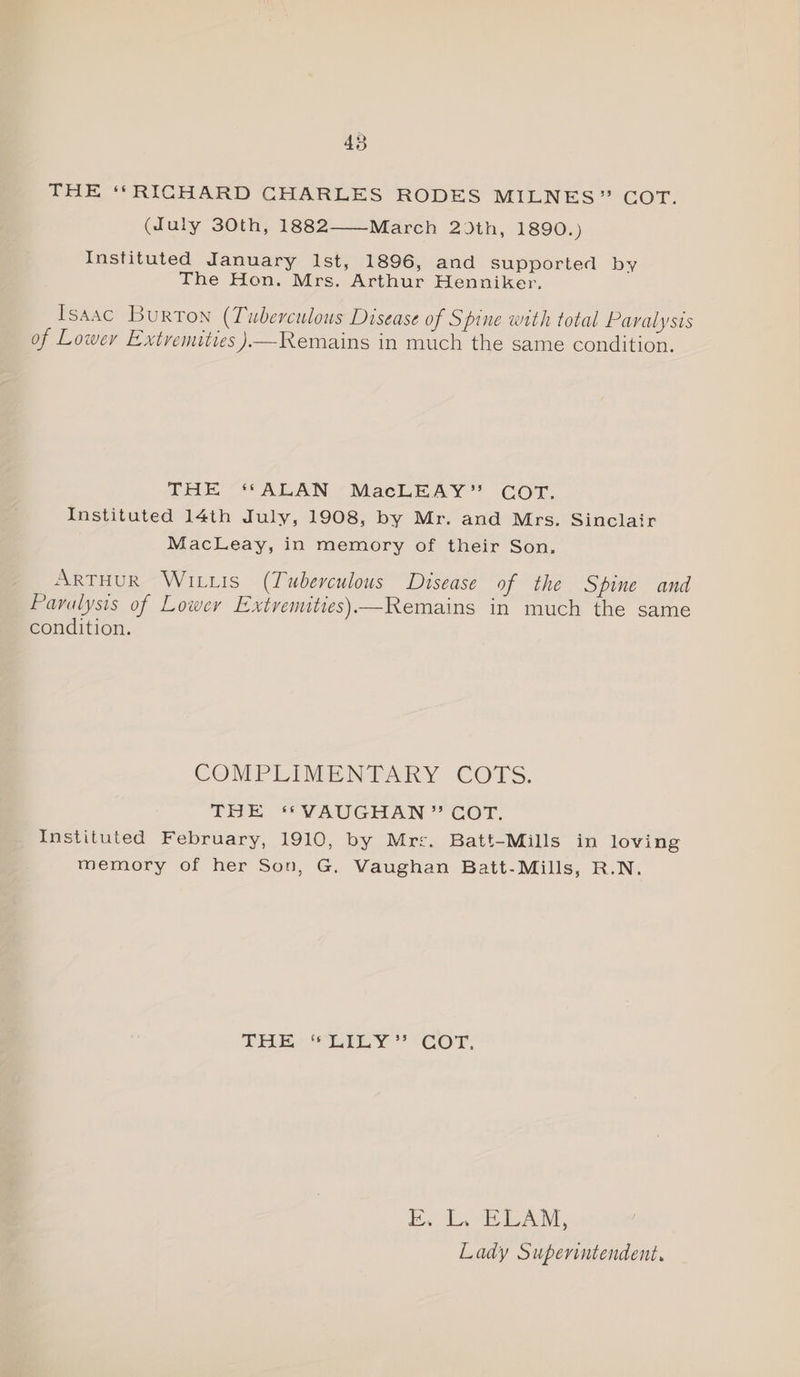 43
THE “RICHARD CHARLES RODES MILNES” COT.
(July 30th, 1882——March 20th, 1890.)
Instituted January 1st, 1896, and supported by
The Hon. Mrs. Arthur Henniker.
ISAAC BURTON (Tuberculous Disease of Spine with total Paralysis
of Lower Extremities).—Remains in much the same condition.
THE “ALAN MacLEAY” COT.
Instituted 14th July, 1908, by Mr. and Mrs. Sinclair
MacLeay, in memory of their Son.
ARTHUR WILLIS (Tuberculous Disease of the Spine and
Paralysis of Lower Extremities).—Remains in much the same
condition.
COMPLIMENTARY COTS.
THE “VAUGHAN” COT.
Instituted February, 1910, by Mrs. Batt-Mills in loving
memory of her Son, G. Vaughan Batt-Mills, R.N.
THE “LILY” COT.
E. L. ELAM,
Lady Superintendent.